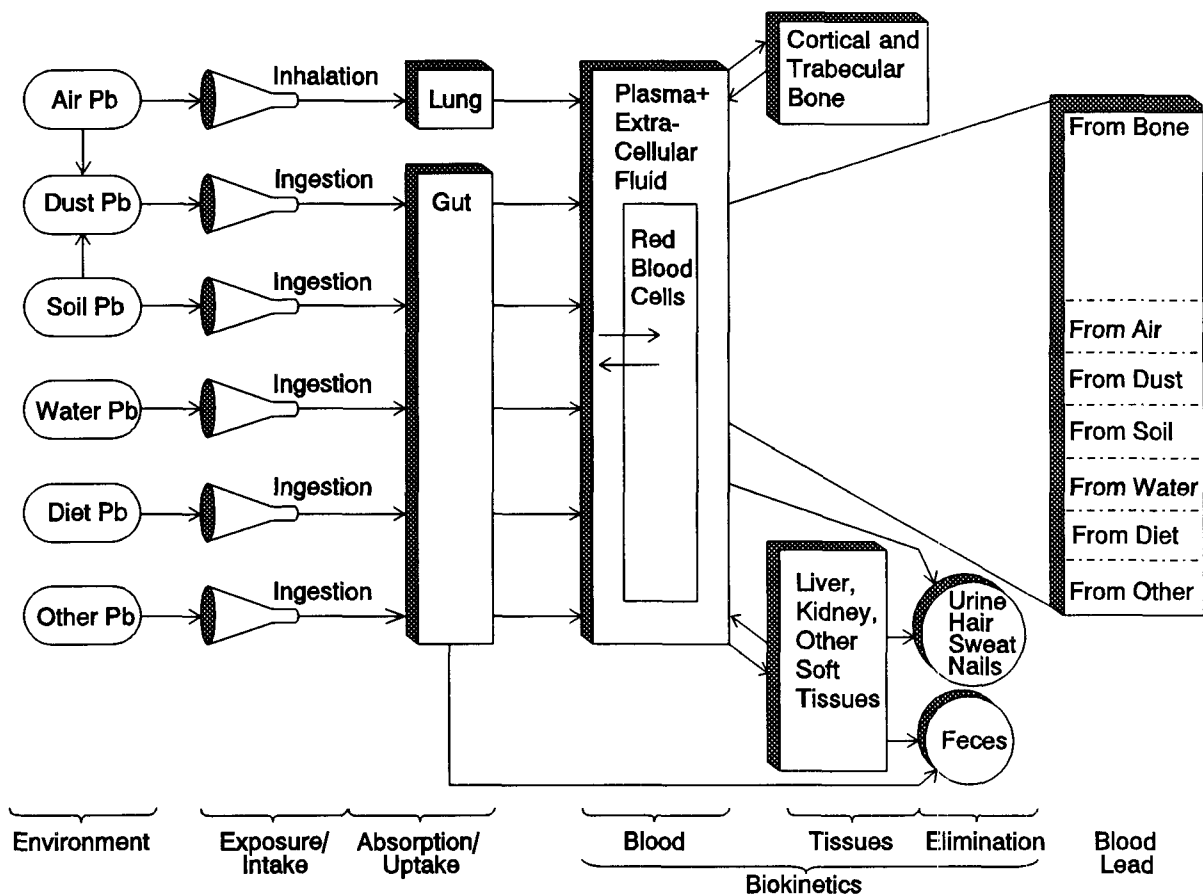 Air Pb
Dust Pb
Soil Pb
Water Pb
Diet Pb
Other Pb
Inhalation
Ingestion
Ingestion
Ingestion
Ingestion
Ingestion
Lung
Gut
Plasma+
Extra-
Cellular
Fluid
Red
Blood
Cells
Cortical and
Trabecular
Bone
Liver,
Kidney,
Other
Soft
Tissues
Urine
Hair
Sweat
Nails
Feces
From Bone
From Air
From Dust
From Soil
From Water
From Diet
From Other
Environment
Exposure/
Intake
Absorption/
Uptake
Blood
Tissues
Elimination
Biokinetics
Blood
Lead